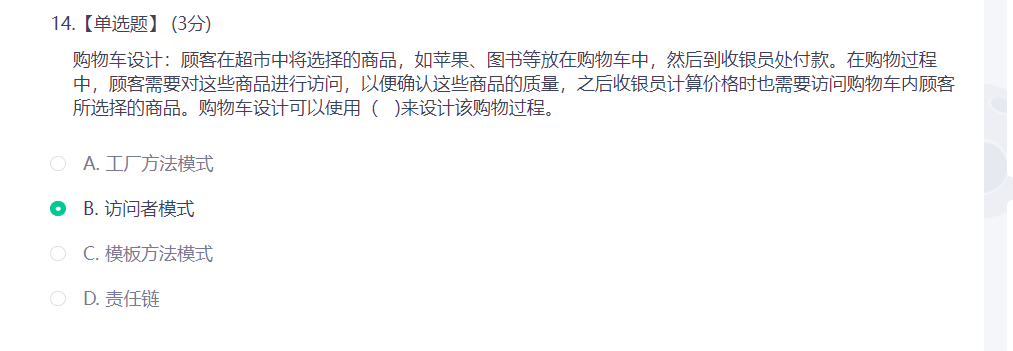 14.【单选题】 (3分)
购物车设计：顾客在超市中将选择的商品，如苹果、图书等放在购物车中，然后到收银员处付款。在购物过程
中，顾客需要对这些商品进行访问，以便确认这些商品的质量，之后收银员计算价格时也需要访问购物车内顾客
所选择的商品。购物车设计可以使用（ )来设计该购物过程。
A. 工厂方法模式
B. 访问者模式
C. 模板方法模式
D. 责任链